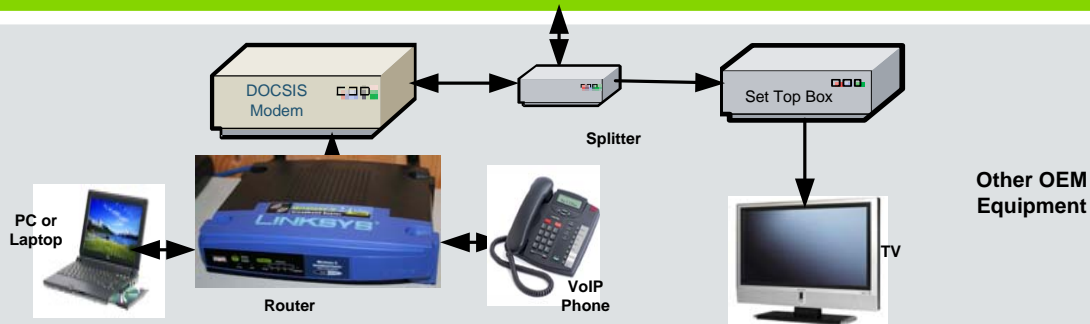 DOCSIS
Modem
Set Top Box
Splitter
Other OEM
Equipment
PC or
Laptop
LINKSYS
TV
VoIP
Phone
Router